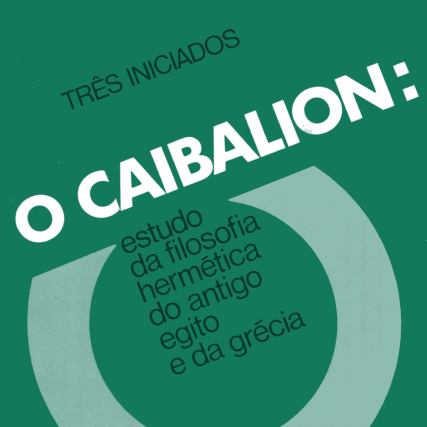 TRÊS INICIADOS
O CAIBALION:
estudo
da filosofia
hermética
do antigo
egito
e da grécia